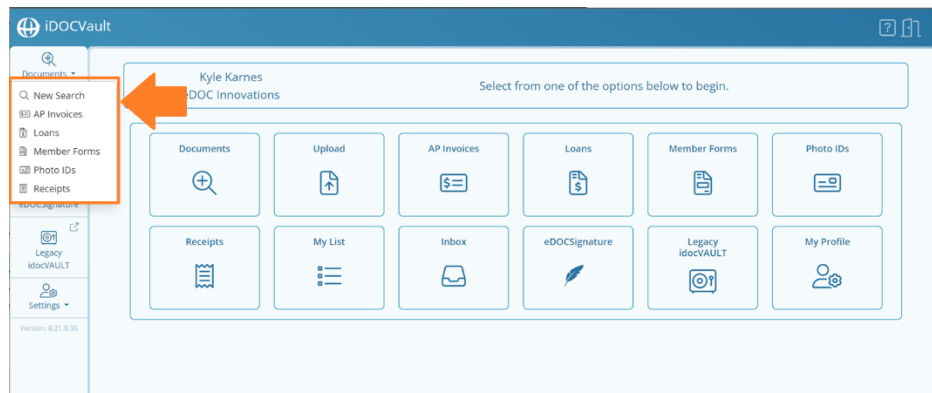 iDOCVault
?
Documents
New Search
AP Invoices
Loans
Member Forms
Photo IDs
Receipts
eDOCSignature
Legacy
idocVAULT
Settings
Version: 8.21.0.30
Kyle Karnes
eDOC Innovations
Select from one of the options below to begin.
Documents
Upload
AP Invoices
Loans
Member Forms
Photo IDs
Receipts
My List
Inbox
eDOCSignature
Legacy
idocVAULT
My Profile